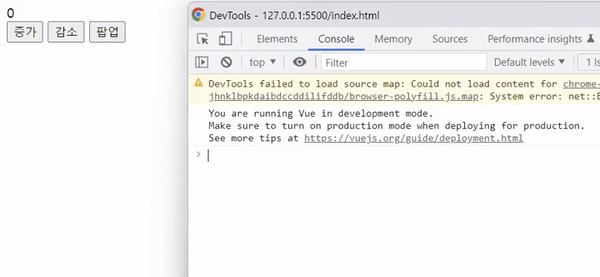 0
증가 감소 팝업
DevTools - 127.0.0.1:5500/index.html
Elements Console Memory Sources Performance insights
top Filter Default levels 1 Is
DevTools failed to load source map: Could not load content for chrome-
jhnklbpkdaibdccddilifddb/browser-polyfill.js.map: System error: net::E
You are running Vue in development mode.
Make sure to turn on production mode when deploying for production.
See more tips at https://vuejs.org/guide/deployment.html